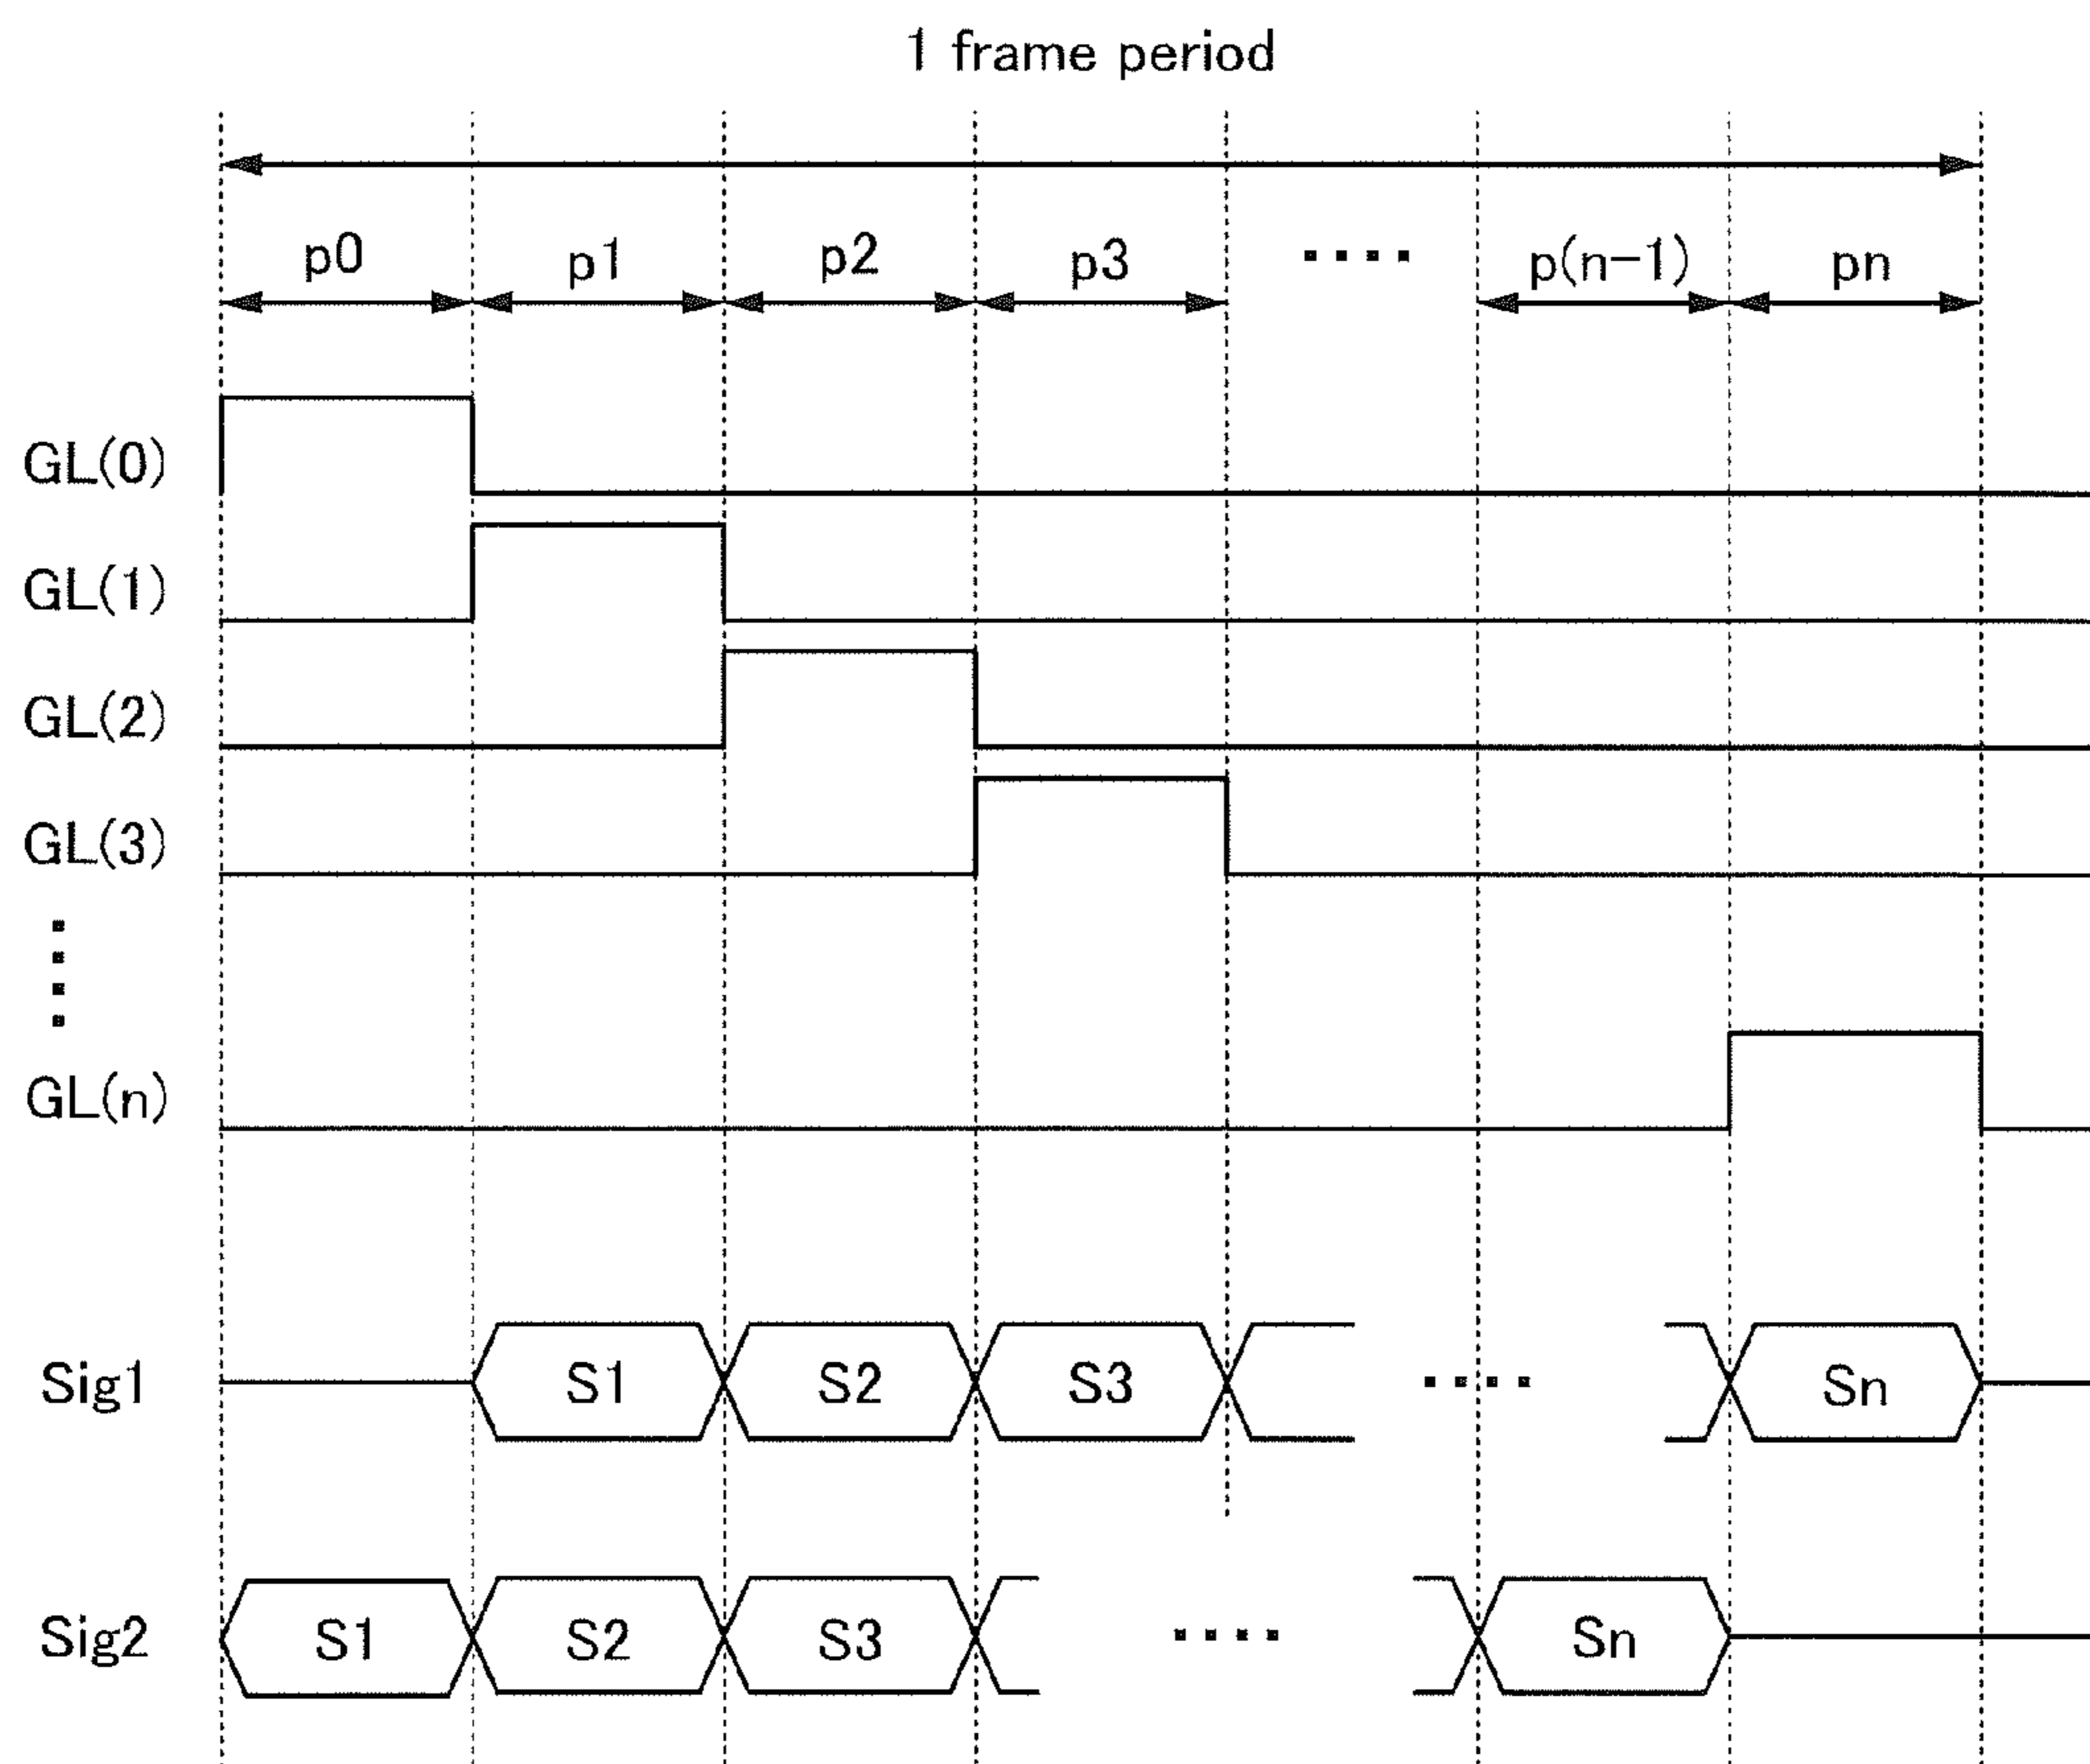 1 frame period
p0 p1 p2 p3 ‥‥ p(n-1) pn
GL(0)
GL(1)
GL(2)
GL(3)
GL(n)
Sig1 S1 S2 S3 ‥‥ Sn
Sig2 S1 S2 S3 ‥‥ Sn